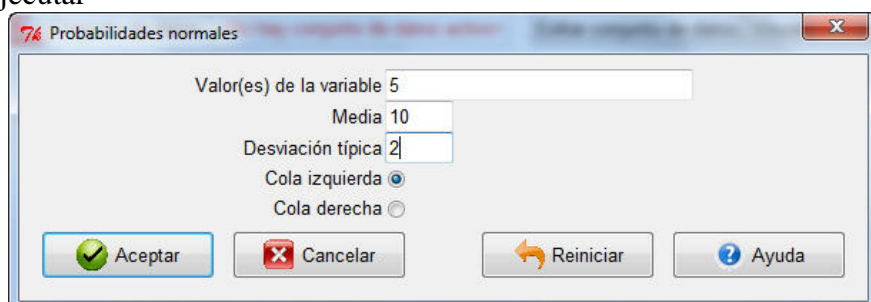 jecutar
Probabilidades normales
Valor(es) de la variable 5
Media 10
Desviación típica 2
Cola izquierda
Cola derecha
Aceptar Cancelar Reiniciar Ayuda